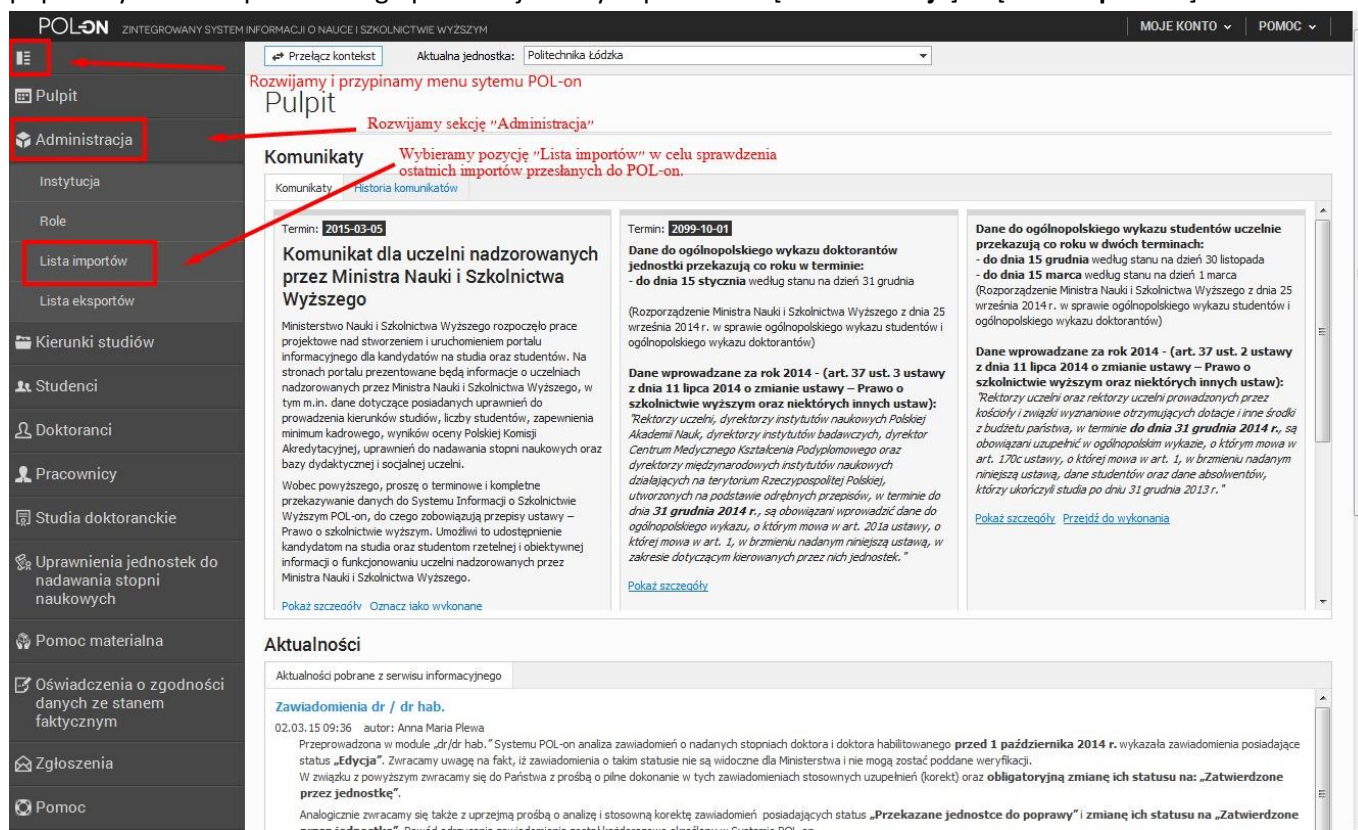 POL-ON ZINTEGROWANY SYSTEM INFORMACJI O NAUCE I SZKOLNICTWIE WYŻSZYM
MOJE KONTO
POMOC
Przełącz kontekst
Aktualna jednostka: Politechnika Łódzka
Rozwijamy i przypinamy menu sytemu POL-on
Pulpit
Administracja
Instytucja
Role
Lista importów
Lista eksportów
Kierunki studiów
Studenci
Doktoranci
Pracownicy
Studia doktoranckie
Uprawnienia jednostek do
nadawania stopni
naukowych
Pomoc materialna
Oświadczenia o zgodności
danych ze stanem
faktycznym
Zgłoszenia
Pomoc
Pulpit
Rozwijamy sekcję "Administracja"
Komunikaty
Wybieramy pozycję "Lista importów" w celu sprawdzenia
ostatnich importów przesłanych do POL-on.
Komunikaty
Historia komunikatów
Termin: 2015-03-05
Komunikat dla uczelni nadzorowanych
przez Ministra Nauki i Szkolnictwa
Wyższego
Ministerstwo Nauki i Szkolnictwa Wyższego rozpoczęło prace
projektowe nad stworzeniem i uruchomieniem portalu
informacyjnego dla kandydatów na studia oraz studentów. Na
stronach portalu prezentowane będą informacje o uczelniach
nadzorowanych przez Ministra Nauki i Szkolnictwa Wyższego, w
tym m.in. dane dotyczące posiadanych uprawnień do
prowadzenia kierunków studiów, liczby studentów, zapewnienia
minimum kadrowego, wyników oceny Polskiej Komisji
Akredytacyjnej, uprawnień do nadawania stopni naukowych oraz
bazy dydaktycznej i socjalnej uczelni.
Wobec powyższego, proszę o terminowe i kompletne
przekazywanie danych do Systemu Informacji o Szkolnictwie
Wyższym POL-on, do czego zobowiązują przepisy ustawy –
Prawo o szkolnictwie wyższym. Umożliwi to udostępnienie
kandydatom na studia oraz studentom rzetelnej i obiektywnej
informacji o funkcjonowaniu uczelni nadzorowanych przez
Ministra Nauki i Szkolnictwa Wyższego.
Pokaż szczegóły Oznacz jako wykonane
Termin: 2099-10-01
Dane do ogólnopolskiego wykazu doktorantów
jednostki przekazują co roku w terminie:
- do dnia 15 stycznia według stanu na dzień 31 grudnia
(Rozporządzenie Ministra Nauki i Szkolnictwa Wyższego z dnia 25
września 2014 r. w sprawie ogólnopolskiego wykazu studentów i
ogólnopolskiego wykazu doktorantów)
Dane wprowadzane za rok 2014 - (art. 37 ust. 3 ustawy
z dnia 11 lipca 2014 o zmianie ustawy – Prawo o
szkolnictwie wyższym oraz niektórych innych ustaw):
"Rektorzy uczelni, dyrektorzy instytutów naukowych Polskiej
Akademii Nauk, dyrektorzy instytutów badawczych, dyrektor
Centrum Medycznego Kształcenia Podyplomowego oraz
dyrektorzy międzynarodowych instytutów naukowych
działających na terytorium Rzeczypospolitej Polskiej,
utworzonych na podstawie odrębnych przepisów, w terminie do
dnia 31 grudnia 2014 r., są obowiązani wprowadzić dane do
ogólnopolskiego wykazu, o którym mowa w art. 201a ustawy, o
której mowa w art. 1, w brzmieniu nadanym niniejszą ustawą, w
zakresie dotyczącym kierowanych przez nich jednostek."
Pokaż szczegóły
Dane do ogólnopolskiego wykazu studentów uczelnie
przekazują co roku w dwóch terminach:
- do dnia 15 grudnia według stanu na dzień 30 listopada
- do dnia 15 marca według stanu na dzień 1 marca
(Rozporządzenie Ministra Nauki i Szkolnictwa Wyższego z dnia 25
września 2014 r. w sprawie ogólnopolskiego wykazu studentów i
ogólnopolskiego wykazu doktorantów)
Dane wprowadzane za rok 2014 - (art. 37 ust. 2 ustawy
z dnia 11 lipca 2014 o zmianie ustawy – Prawo o
szkolnictwie wyższym oraz niektórych innych ustaw):
"Rektorzy uczelni oraz rektorzy uczelni prowadzonych przez
kościoły i związki wyznaniowe otrzymujących dotacje i inne środki
z budżetu państwa, w terminie do dnia 31 grudnia 2014 r., są
obowiązani uzupełnić w ogólnopolskim wykazie, o którym mowa w
art. 170c ustawy, o której mowa w art. 1, w brzmieniu nadanym
niniejszą ustawą, dane studentów oraz dane absolwentów,
którzy ukończyli studia po dniu 31 grudnia 2013 r."
Pokaż szczegóły Przejdź do wykonania
Aktualności
Aktualności pobrane z serwisu informacyjnego
Zawiadomienia dr / dr hab.
02.03.15 09:36 autor: Anna Maria Plewa
Przeprowadzona w module „dr/dr hab." Systemu POL-on analiza zawiadomień o nadanych stopniach doktora i doktora habilitowanego przed 1 października 2014 r. wykazała zawiadomienia posiadające
status „Edycja". Zwracamy uwagę na fakt, iż zawiadomienia o takim statusie nie są widoczne dla Ministerstwa i nie mogą zostać poddane weryfikacji.
W związku z powyższym zwracamy się do Państwa z prośbą o pilne dokonanie w tych zawiadomieniach stosownych uzupełnień (korekt) oraz obligatoryjną zmianę ich statusu na: „Zatwierdzone
przez jednostkę".
Analogicznie zwracamy się także z uprzejmą prośbą o analizę i stosowną korektę zawiadomień posiadających status „Przekazane jednostce do poprawy" i zmianę ich statusu na „Zatwierdzone